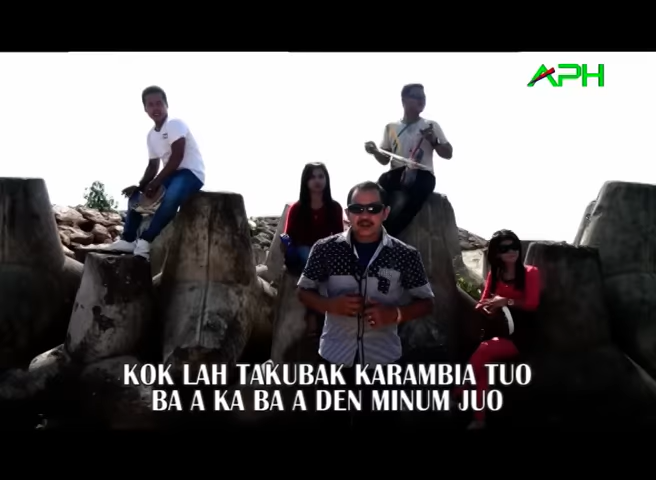 APH
KOK LAH TAKUBAK KARAMBIA TUO
BA A KA BA A DEN MINUM JUO